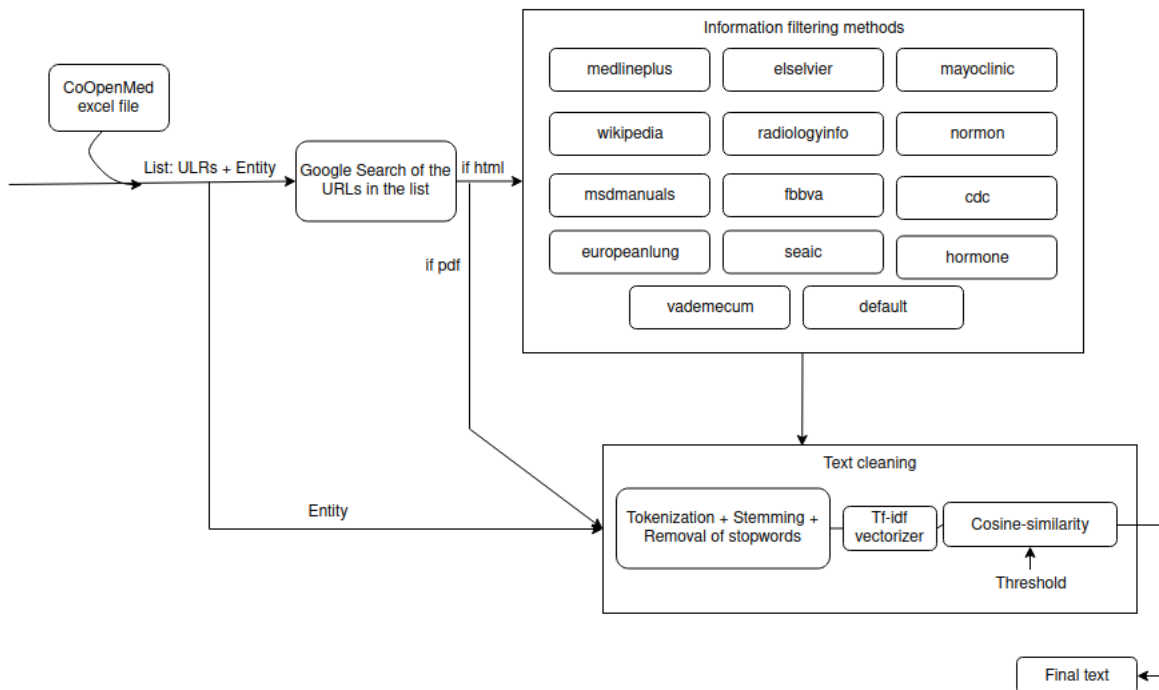 Information filtering methods
medlineplus
elselvier
mayoclinic
CoOpenMed
excel file
wikipedia
radiologyinfo
normon
List: ULRs + Entity
Google Search of the
URLs in the list
if html
msdmanuals
fbbva
cdc
europeanlung
seaic
hormone
if pdf
vademecum
default
Text cleaning
Entity
Tokenization + Stemming +
Removal of stopwords
Tf-idf
vectorizer
Cosine-similarity
Threshold
Final text